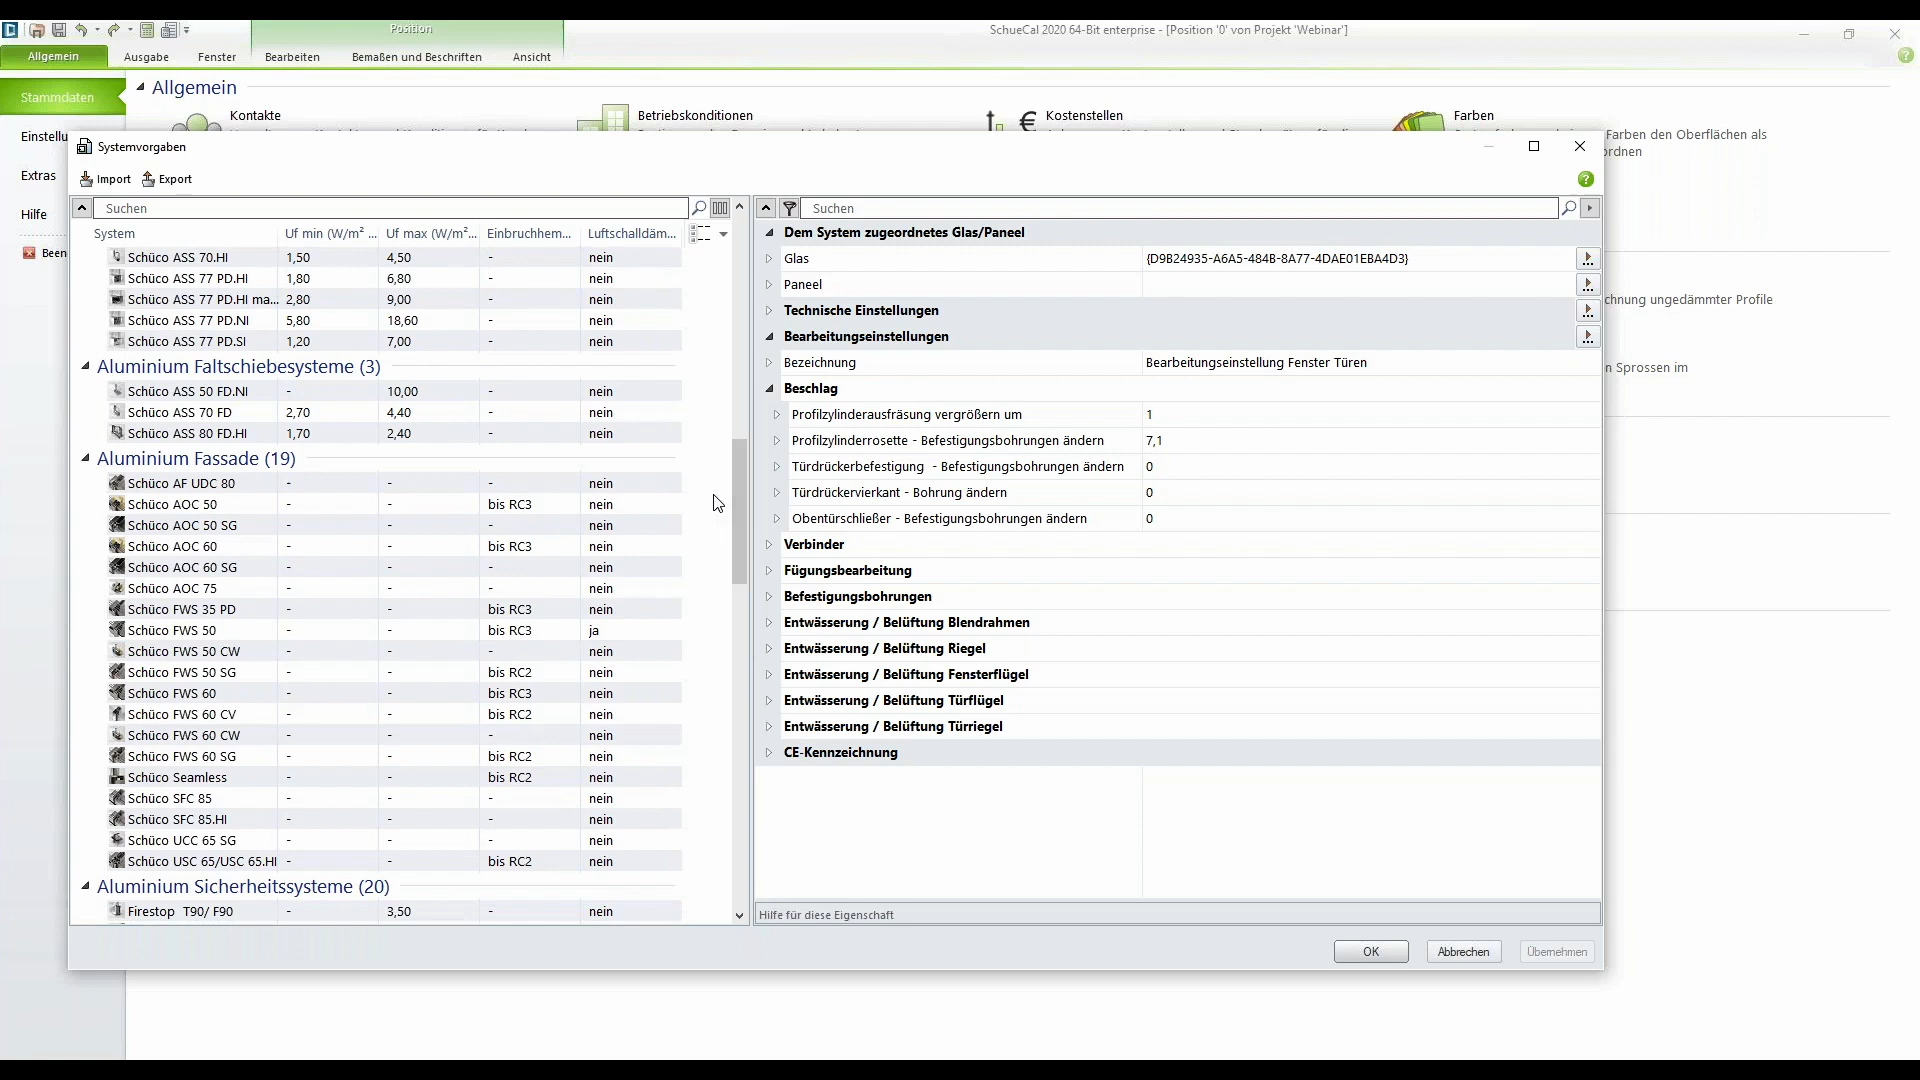 Position
SchueCal 2020 64-Bit enterprise - [Position '0' von Projekt 'Webinar']
Allgemein Ausgabe Fenster Bearbeiten Bemaßen und Beschriften Ansicht
Stammdaten
Allgemein
Kontakte Betriebskonditionen Kostenstellen Farben
Einstellu
Farben den Oberflächen als
ordnen
Extras
Hilfe
Been
chnung ungedämmter Profile
n Sprossen im
Systemvorgaben
Import Export
Suchen
System Uf min (W/m² ... Uf max (W/m²... Einbruchhem... Luftschalldäm...
Schüco ASS 70.HI 1,50 4,50 - nein
Schüco ASS 77 PD.HI 1,80 6,80 - nein
Schüco ASS 77 PD.HI ma... 2,80 9,00 - nein
Schüco ASS 77 PD.NI 5,80 18,60 - nein
Schüco ASS 77 PD.SI 1,20 7,00 - nein
Aluminium Faltschiebesysteme (3)
Schüco ASS 50 FD.NI - 10,00 - nein
Schüco ASS 70 FD 2,70 4,40 - nein
Schüco ASS 80 FD.HI 1,70 2,40 - nein
Aluminium Fassade (19)
Schüco AF UDC 80 - - - nein
Schüco AOC 50 - - bis RC3 nein
Schüco AOC 50 SG - - - nein
Schüco AOC 60 - - bis RC3 nein
Schüco AOC 60 SG - - - nein
Schüco AOC 75 - - - nein
Schüco FWS 35 PD - - bis RC3 nein
Schüco FWS 50 - - bis RC3 ja
Schüco FWS 50 CW - - - nein
Schüco FWS 50 SG - - bis RC2 nein
Schüco FWS 60 - - bis RC3 nein
Schüco FWS 60 CV - - bis RC2 nein
Schüco FWS 60 CW - - - nein
Schüco FWS 60 SG - - bis RC2 nein
Schüco Seamless - - bis RC2 nein
Schüco SFC 85 - - - nein
Schüco SFC 85.HI - - - nein
Schüco UCC 65 SG - - - nein
Schüco USC 65/USC 65.HI - - bis RC2 nein
Aluminium Sicherheitssysteme (20)
Firestop T90/ F90 - 3,50 - nein
Suchen
Dem System zugeordnetes Glas/Paneel
Glas {D9B24935-A6A5-484B-8A77-4DAE01EBA4D3}
Paneel
Technische Einstellungen
Bearbeitungseinstellungen
Bezeichnung Bearbeitungseinstellung Fenster Türen
Beschlag
Profilzylinderausfräsung vergrößern um 1
Profilzylinderrosette - Befestigungsbohrungen ändern 7,1
Türdrückerbefestigung - Befestigungsbohrungen ändern 0
Türdrückervierkant - Bohrung ändern 0
Obentürschließer - Befestigungsbohrungen ändern 0
Verbinder
Fügungsbearbeitung
Befestigungsbohrungen
Entwässerung / Belüftung Blendrahmen
Entwässerung / Belüftung Riegel
Entwässerung / Belüftung Fensterflügel
Entwässerung / Belüftung Türflügel
Entwässerung / Belüftung Türriegel
CE-Kennzeichnung
Hilfe für diese Eigenschaft
OK Abbrechen Übernehmen